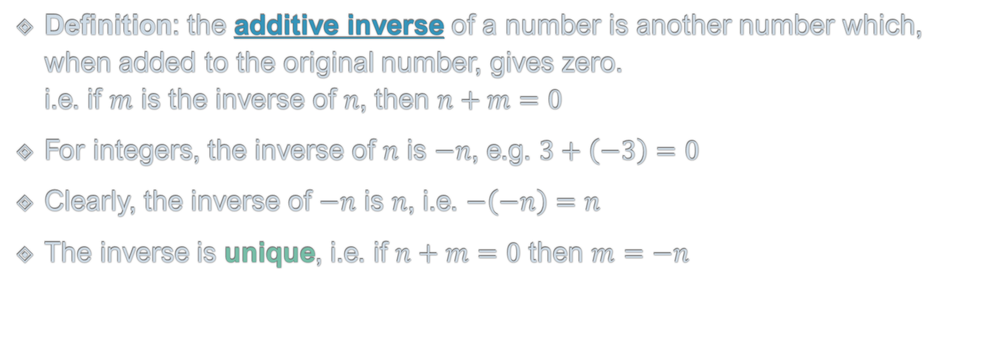 Definition: the additive inverse of a number is another number which,
when added to the original number, gives zero.
i.e. if 𝑚 is the inverse of 𝑛, then 𝑛 + 𝑚 = 0
For integers, the inverse of 𝑛 is −𝑛, e.g. 3 + (−3) = 0
Clearly, the inverse of −𝑛 is 𝑛, i.e. −(−𝑛) = 𝑛
The inverse is unique, i.e. if 𝑛 + 𝑚 = 0 then 𝑚 = −𝑛